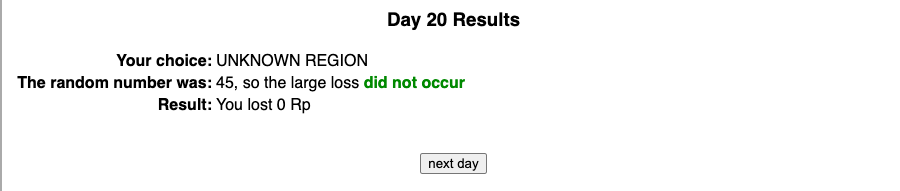 Day 20 Results
Your choice: UNKNOWN REGION
The random number was: 45, so the large loss did not occur
Result: You lost 0 Rp
next day